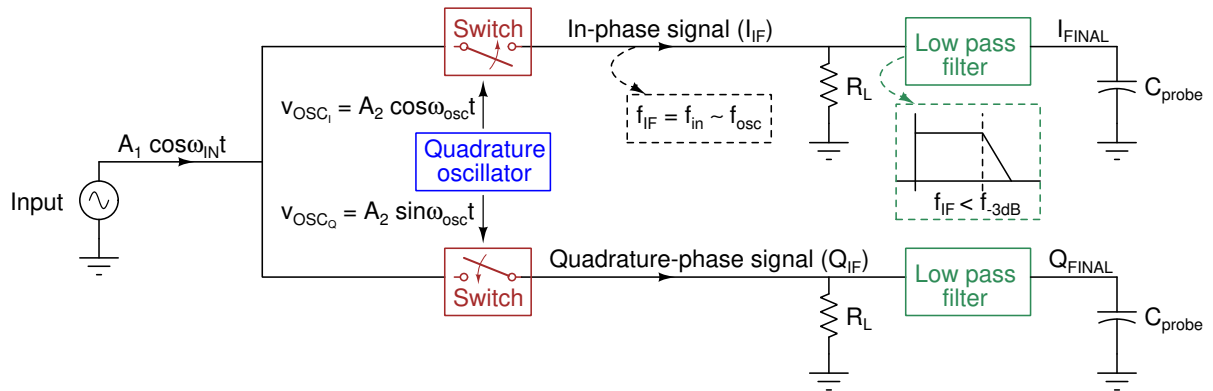 Switch
In-phase signal (I_IF)
Low pass
filter
I_FINAL
R_L
C_probe
v_OSC_I = A_2 cosω_osc t
f_IF = f_in ~ f_osc
A_1 cosω_IN t
Quadrature
oscillator
Input
v_OSC_Q = A_2 sinω_osc t
f_IF < f_-3dB
Switch
Quadrature-phase signal (Q_IF)
Low pass
filter
Q_FINAL
R_L
C_probe